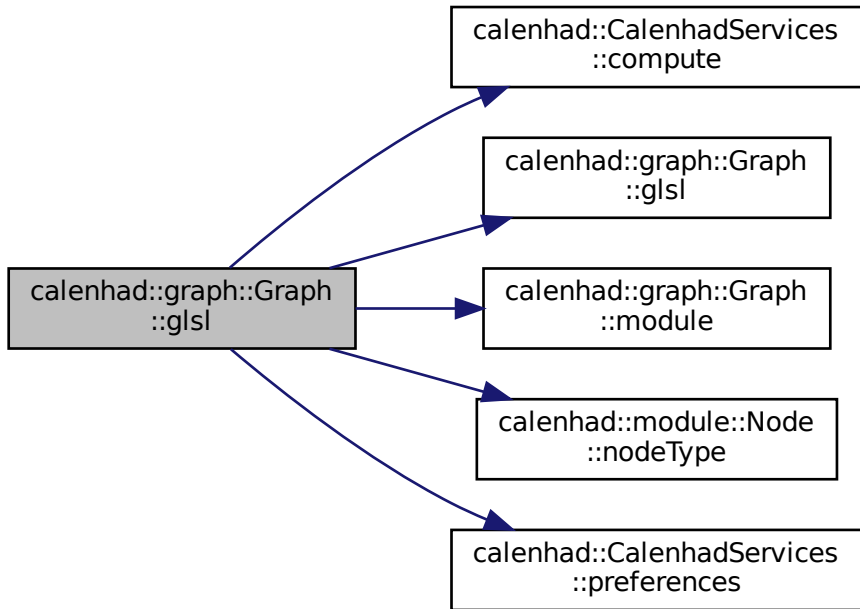 calenhad::CalenhadServices
::compute
calenhad::graph::Graph
::glsl
calenhad::graph::Graph
::glsl
calenhad::graph::Graph
::module
calenhad::module::Node
::nodeType
calenhad::CalenhadServices
::preferences